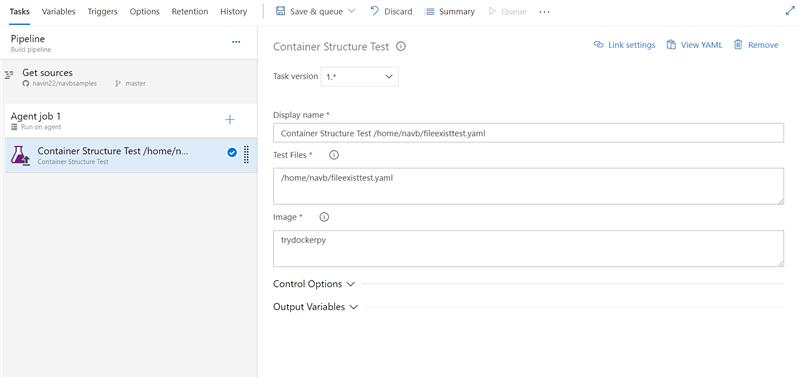 Tasks Variables Triggers Options Retention History
Save & queue Discard Summary Queue ...
Pipeline
Build pipeline
...
Get sources
navin22/navbsamples master
Agent job 1
Run on agent
Container Structure Test /home/n...
Container Structure Test
Container Structure Test
Link settings View YAML Remove
Task version 1.*
Display name *
Container Structure Test /home/navb/fileexisttest.yaml
Test Files *
/home/navb/fileexisttest.yaml
Image *
trydockerpy
Control Options
Output Variables